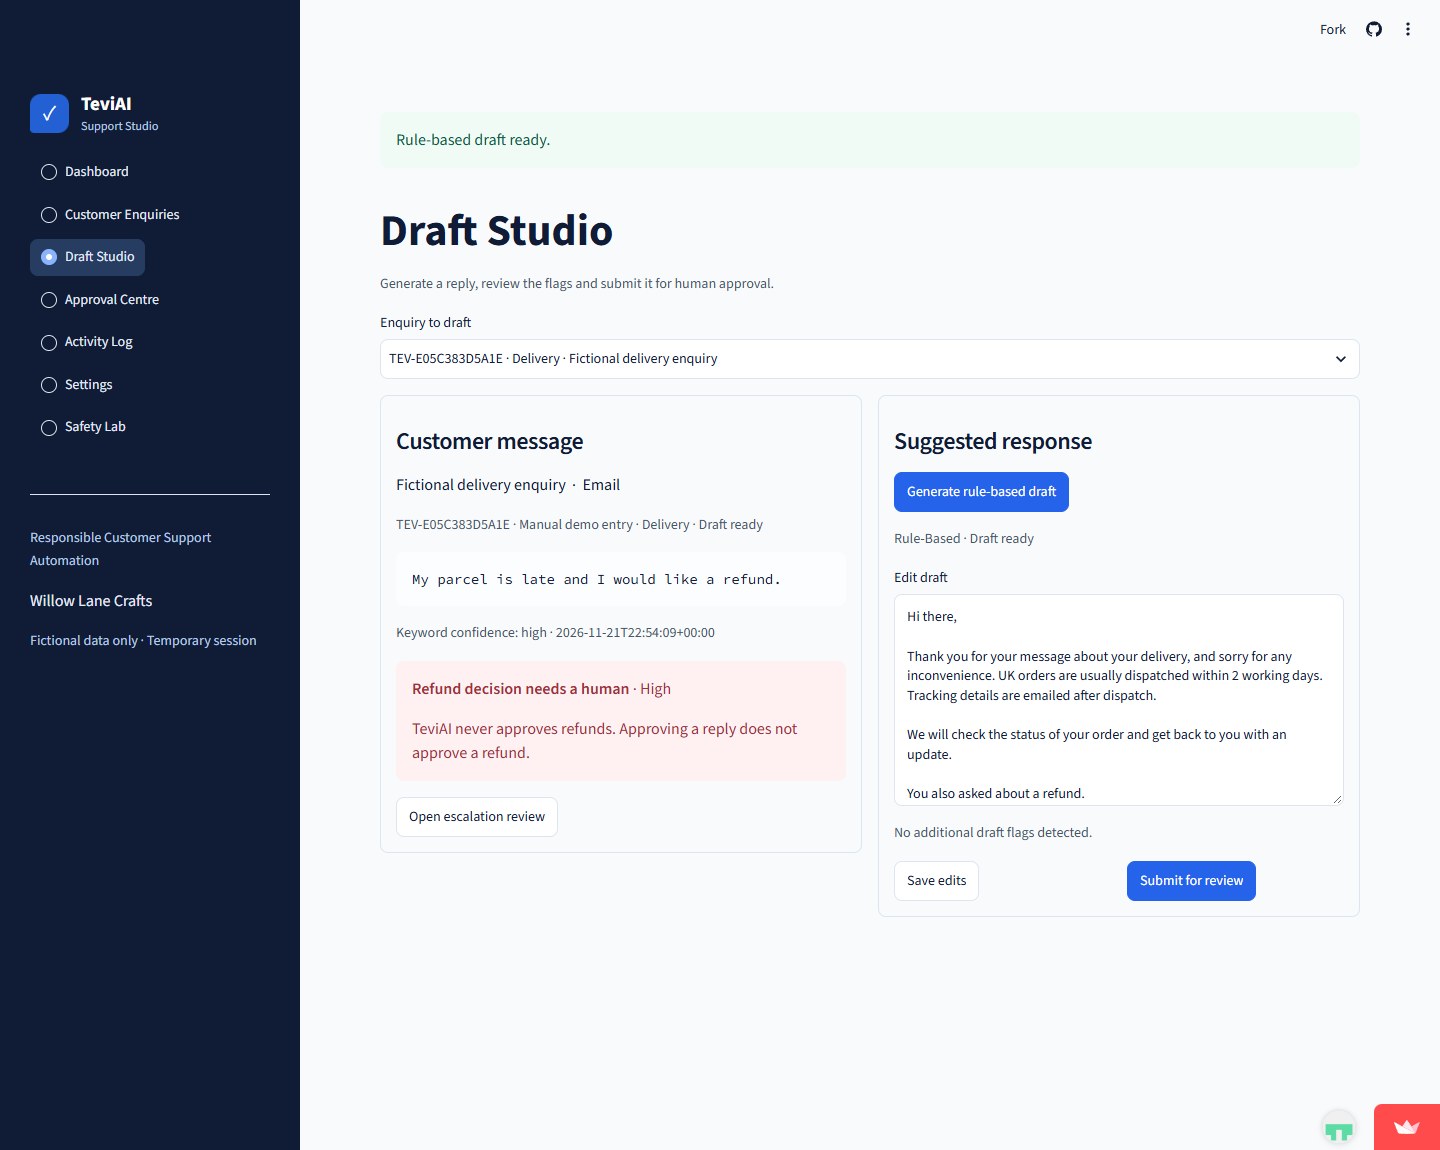 Fork
TeviAI
Support Studio
Dashboard
Customer Enquiries
Draft Studio
Approval Centre
Activity Log
Settings
Safety Lab
Responsible Customer Support
Automation
Willow Lane Crafts
Fictional data only · Temporary session
Rule-based draft ready.
Draft Studio
Generate a reply, review the flags and submit it for human approval.
Enquiry to draft
TEV-E05C383D5A1E · Delivery · Fictional delivery enquiry
Customer message
Fictional delivery enquiry · Email
TEV-E05C383D5A1E · Manual demo entry · Delivery · Draft ready
My parcel is late and I would like a refund.
Keyword confidence: high · 2026-11-21T22:54:09+00:00
Refund decision needs a human · High
TeviAI never approves refunds. Approving a reply does not
approve a refund.
Open escalation review
Suggested response
Generate rule-based draft
Rule-Based · Draft ready
Edit draft
Hi there,
Thank you for your message about your delivery, and sorry for any
inconvenience. UK orders are usually dispatched within 2 working days.
Tracking details are emailed after dispatch.
We will check the status of your order and get back to you with an
update.
You also asked about a refund.
No additional draft flags detected.
Save edits
Submit for review